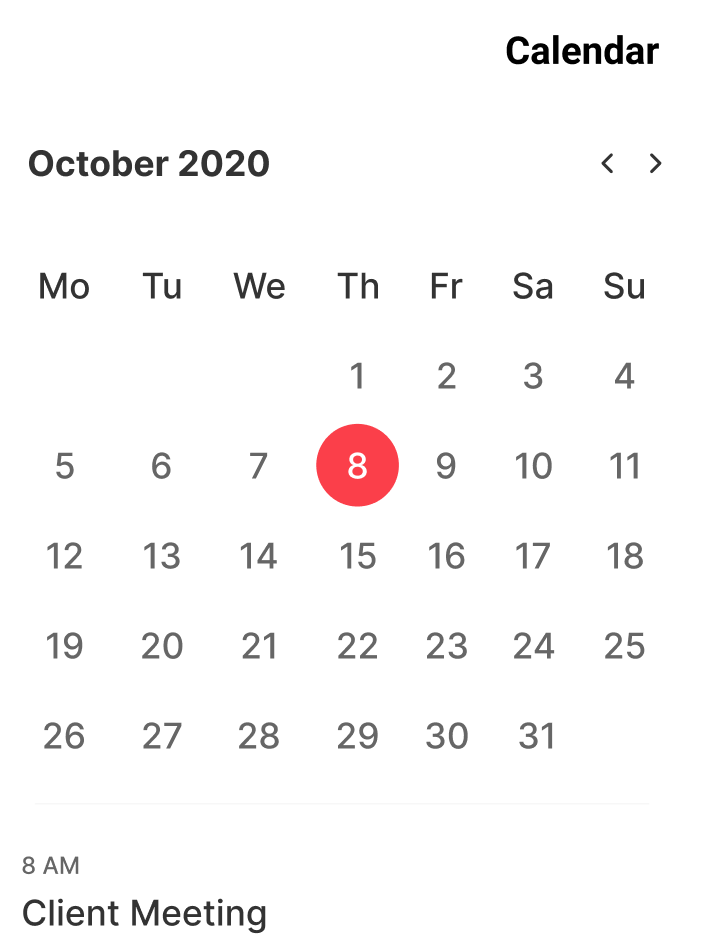 Calendar
October 2020
Mo Tu We Th Fr Sa Su
1 2 3 4
5 6 7 8 9 10 11
12 13 14 15 16 17 18
19 20 21 22 23 24 25
26 27 28 29 30 31
8 AM
Client Meeting